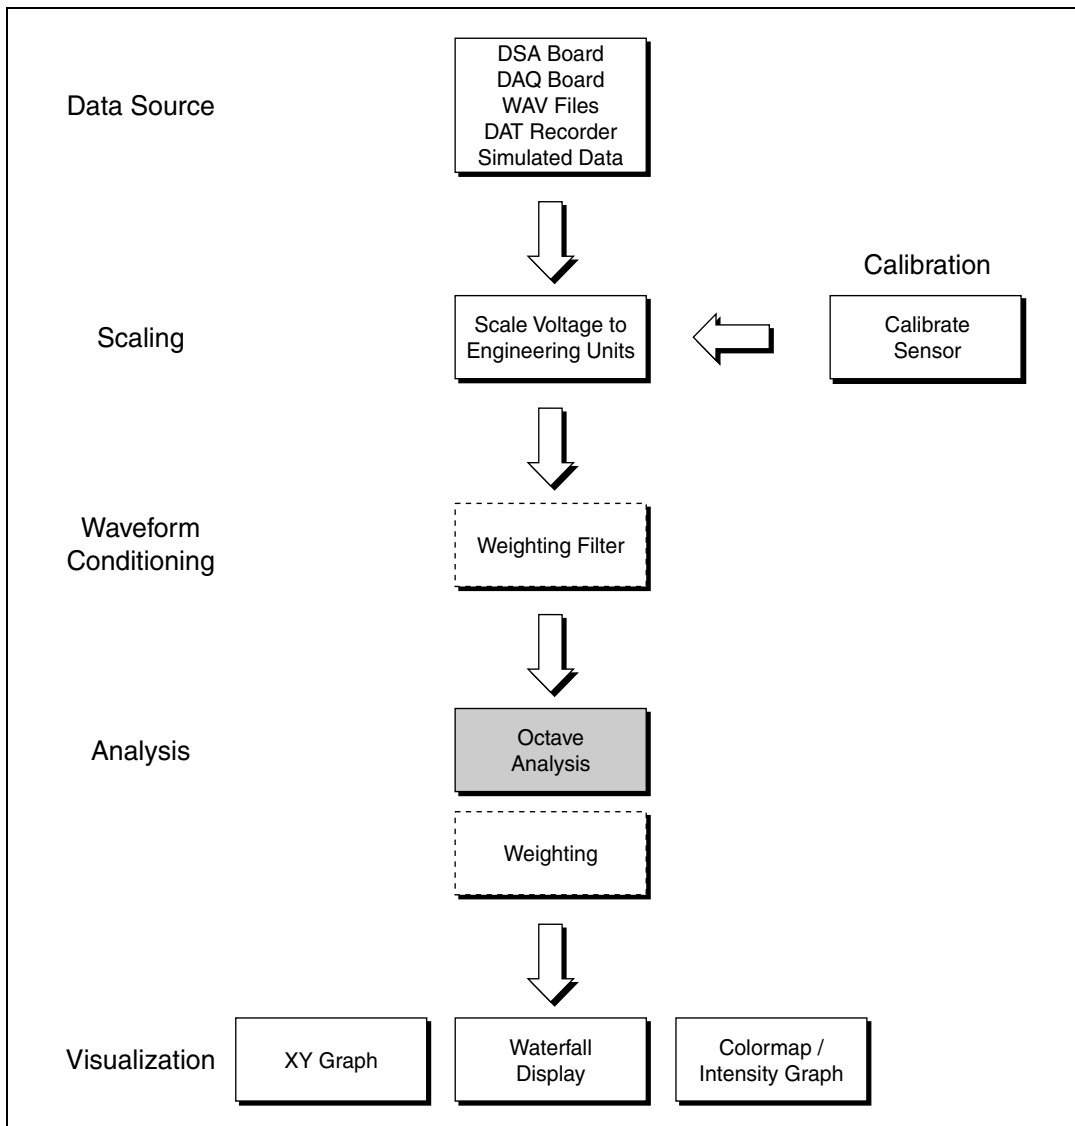 Data Source
DSA Board
DAQ Board
WAV Files
DAT Recorder
Simulated Data
Calibration
Scaling
Scale Voltage to
Engineering Units
Calibrate
Sensor
Waveform
Conditioning
Weighting Filter
Analysis
Octave
Analysis
Weighting
Visualization
XY Graph
Waterfall
Display
Colormap /
Intensity Graph